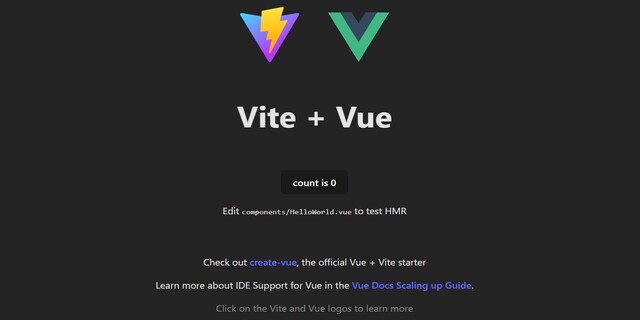 Vite + Vue
count is 0
Edit components/HelloWorld.vue to test HMR
Check out create-vue, the official Vue + Vite starter
Learn more about IDE Support for Vue in the Vue Docs Scaling up Guide.
Click on the Vite and Vue logos to learn more